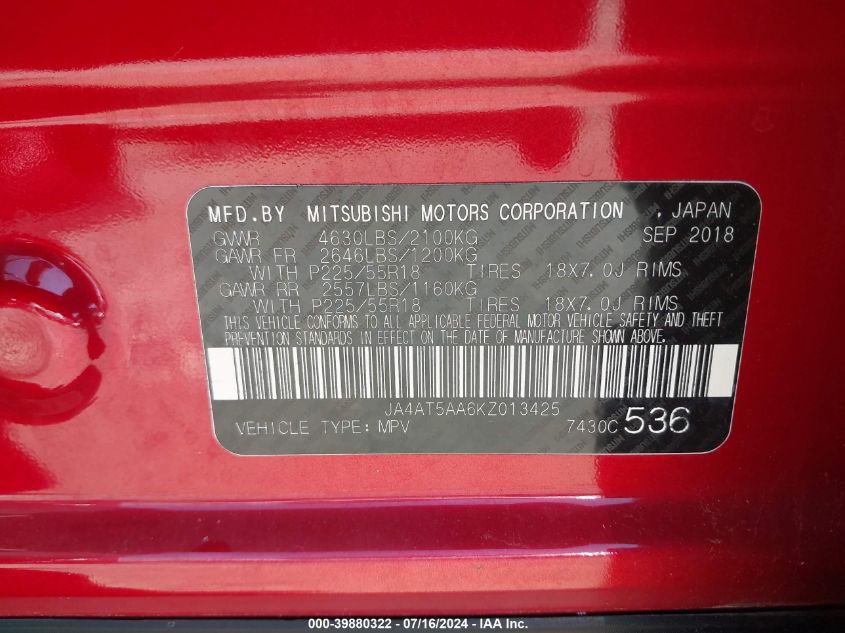 MFD.BY MITSUBISHI MOTORS CORPORATION , JAPAN
GVWR 4630LBS/2100KG SEP 2018
GAWR FR 2646LBS/1200KG
WITH P225/55R18 TIRES 18X7.0J RIMS
GAWR RR 2557LBS/1160KG
WITH P225/55R18 TIRES 18X7.0J RIMS
THIS VEHICLE CONFORMS TO ALL APPLICABLE FEDERAL MOTOR VEHICLE SAFETY AND THEFT
PREVENTION STANDARDS IN EFFECT ON THE DATE OF MANUFACTURE SHOWN ABOVE.
JA4AT5AA6KZ013425
VEHICLE TYPE: MPV 7430C 536
000-39880322 - 07/16/2024 - IAA Inc.